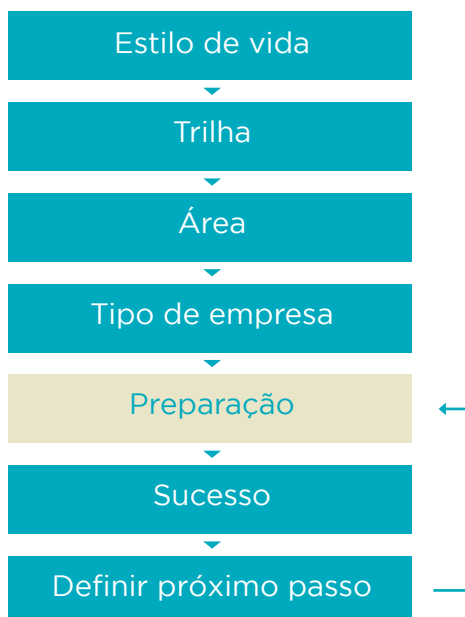 Estilo de vida
Trilha
Área
Tipo de empresa
Preparação
Sucesso
Definir próximo passo